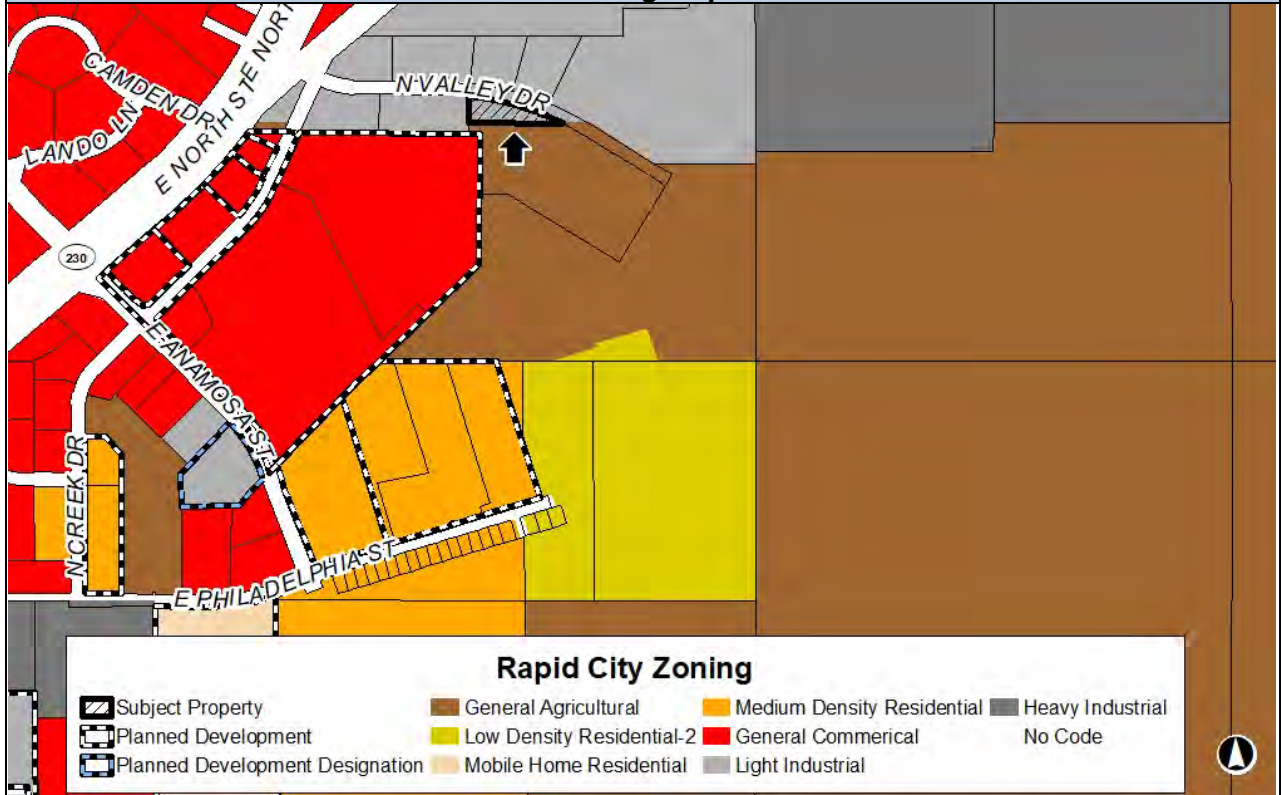 CAMDEN DR
LANDO LN
E NORTH ST
E NORT
N VALLEY DR
230
E ANAMOSA ST
N CREEK DR
E PHILADELPHIA ST
Rapid City Zoning
Subject Property
General Agricultural
Medium Density Residential
Heavy Industrial
Planned Development
Low Density Residential-2
General Commerical
No Code
Planned Development Designation
Mobile Home Residential
Light Industrial